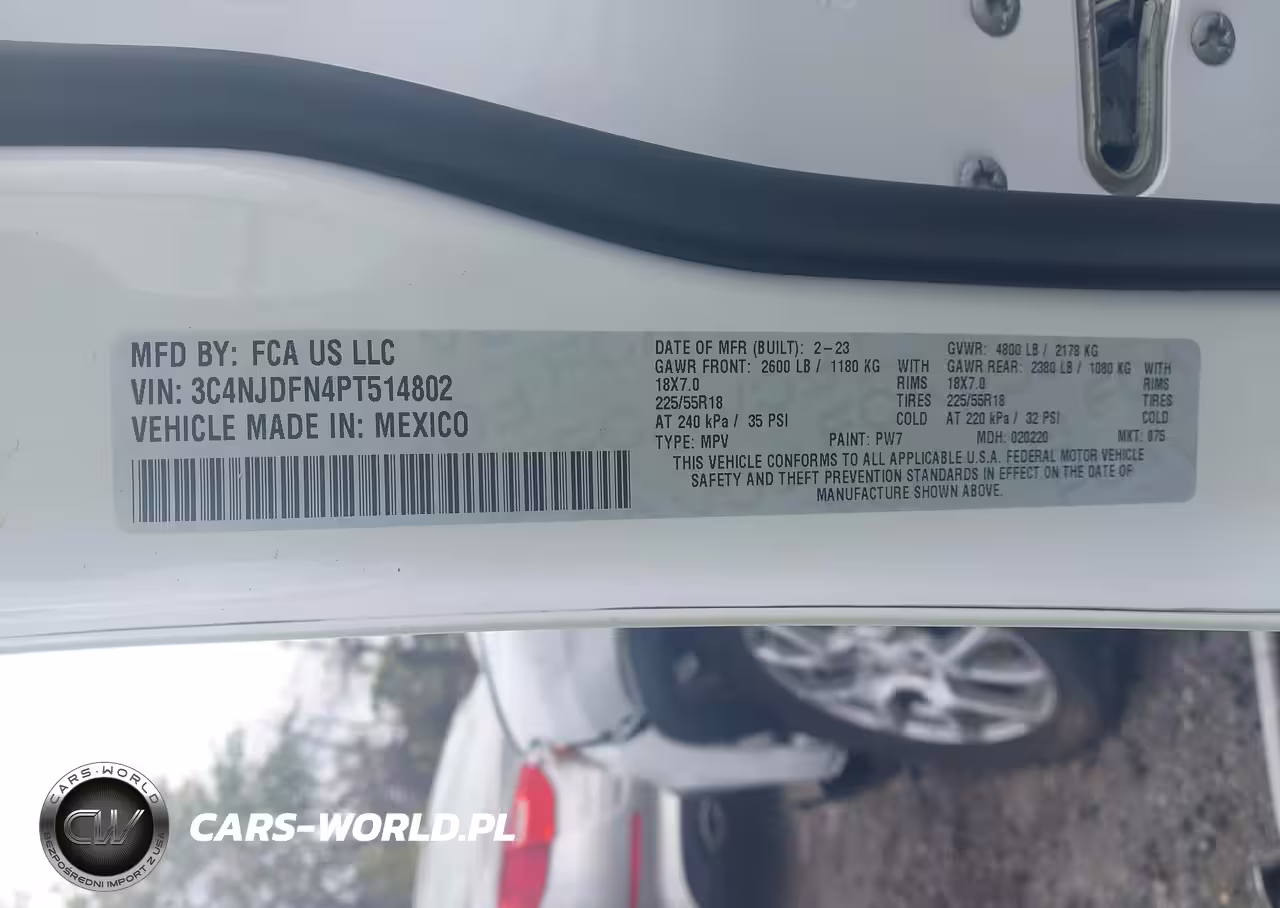 MFD BY: FCA US LLC
VIN: 3C4NJDFN4PT514802
VEHICLE MADE IN: MEXICO
DATE OF MFR (BUILT): 2-23
GVWR: 4800 LB / 2178 KG
GAWR FRONT: 2600 LB / 1180 KG WITH
GAWR REAR: 2380 LB / 1080 KG WITH
18X7.0 RIMS
18X7.0 RIMS
225/55R18 TIRES
225/55R18 TIRES
AT 240 kPa / 35 PSI COLD
AT 220 kPa / 32 PSI COLD
TYPE: MPV PAINT: PW7 MDH: 020220 MKT: 075
THIS VEHICLE CONFORMS TO ALL APPLICABLE U.S.A. FEDERAL MOTOR VEHICLE
SAFETY AND THEFT PREVENTION STANDARDS IN EFFECT ON THE DATE OF
MANUFACTURE SHOWN ABOVE.
CARS-WORLD
CW
BEZPOŚREDNI IMPORT Z USA
CARS-WORLD.PL